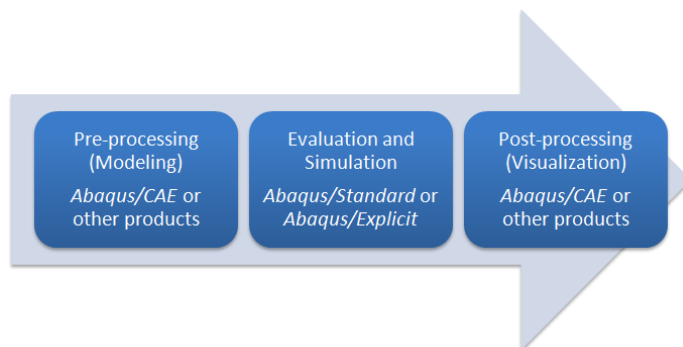 Pre-processing
(Modeling)
Abaqus/CAE or
other products
Evaluation and
Simulation
Abaqus/Standard or
Abaqus/Explicit
Post-processing
(Visualization)
Abaqus/CAE or
other products